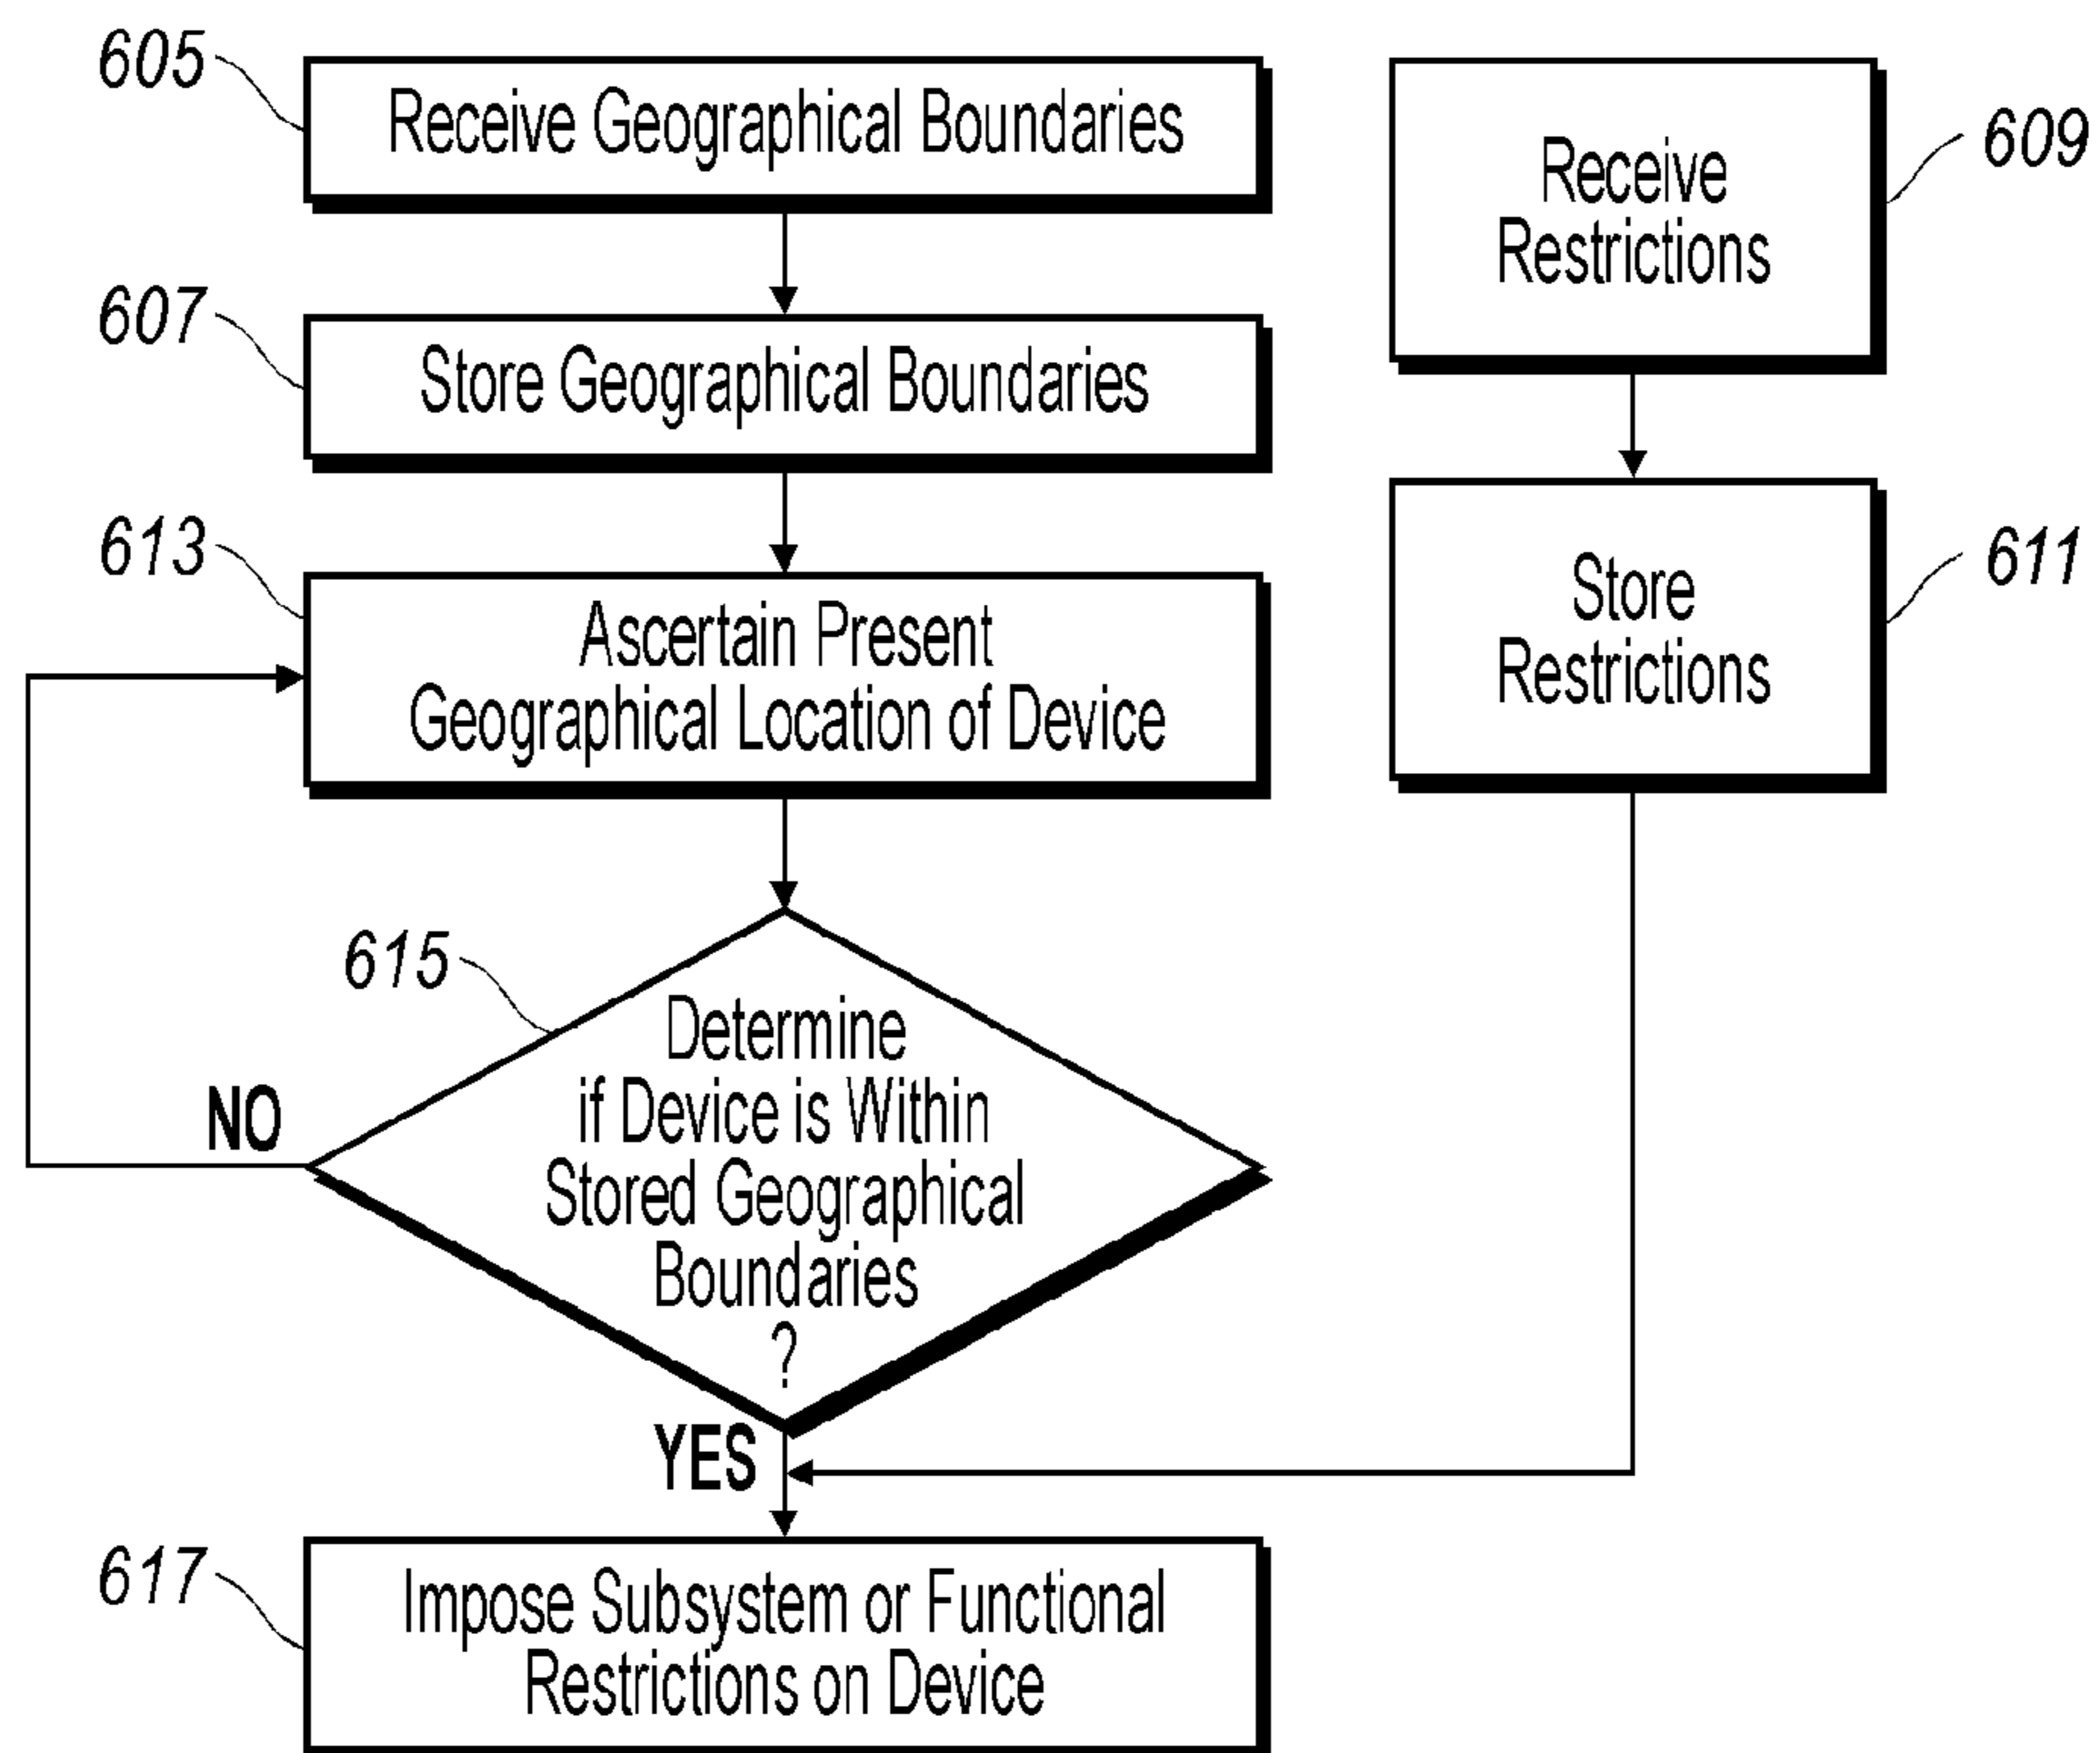 605
Receive Geographical Boundaries
607
Store Geographical Boundaries
613
Ascertain Present
Geographical Location of Device
615
Determine
if Device is Within
Stored Geographical
Boundaries
?
NO
YES
617
Impose Subsystem or Functional
Restrictions on Device
Receive
Restrictions
609
Store
Restrictions
611